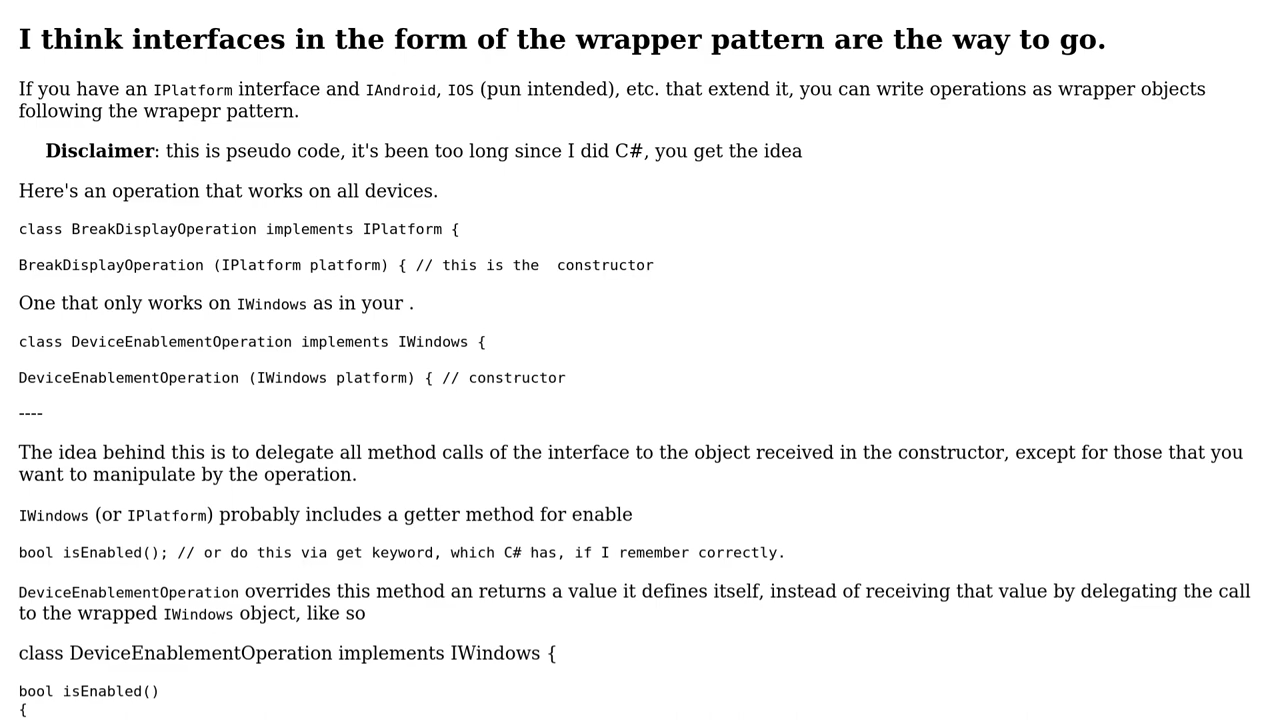 I think interfaces in the form of the wrapper pattern are the way to go.
If you have an IPlatform interface and IAndroid, IOS (pun intended), etc. that extend it, you can write operations as wrapper objects
following the wrapepr pattern.
Disclaimer: this is pseudo code, it's been too long since I did C#, you get the idea
Here's an operation that works on all devices.
class BreakDisplayOperation implements IPlatform {
BreakDisplayOperation (IPlatform platform) { // this is the  constructor
One that only works on IWindows as in your .
class DeviceEnablementOperation implements IWindows {
DeviceEnablementOperation (IWindows platform) { // constructor
----
The idea behind this is to delegate all method calls of the interface to the object received in the constructor, except for those that you
want to manipulate by the operation.
IWindows (or IPlatform) probably includes a getter method for enable
bool isEnabled(); // or do this via get keyword, which C# has, if I remember correctly.
DeviceEnablementOperation overrides this method an returns a value it defines itself, instead of receiving that value by delegating the call
to the wrapped IWindows object, like so
class DeviceEnablementOperation implements IWindows {
bool isEnabled()
{